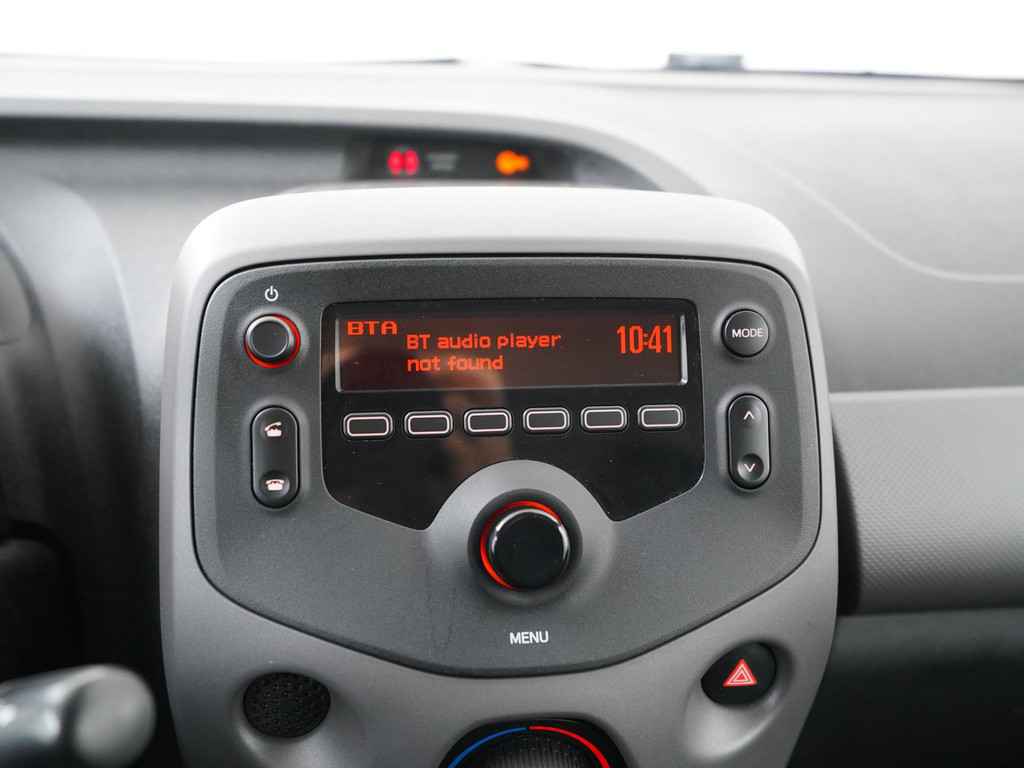 BTA
BT audio player
not found
10:41
MODE
MENU